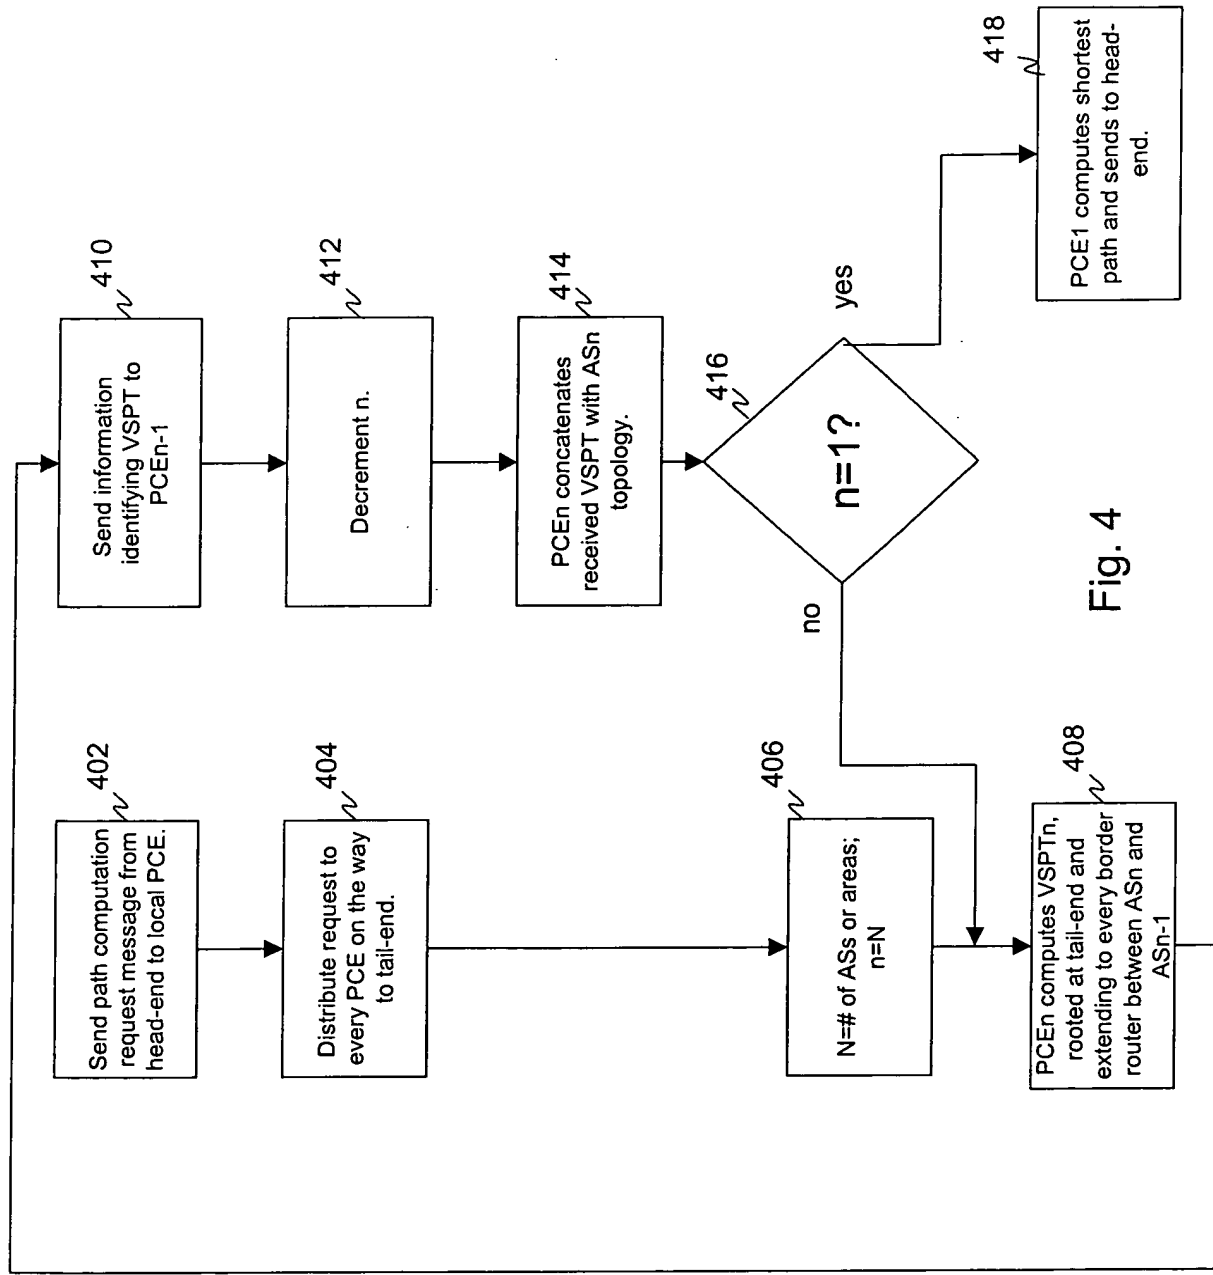 402
Send path computation
request message from
head-end to local PCE.
404
Distribute request to
every PCE on the way
to tail-end.
406
N=# of ASs or areas;
n=N
408
PCEn computes VSPTn,
rooted at tail-end and
extending to every border
router between ASn and
ASn-1
410
Send information
identifying VSPT to
PCEn-1
412
Decrement n.
414
PCEn concatenates
received VSPT with ASn
topology.
416
n=1?
no
yes
418
PCE1 computes shortest
path and sends to head-
end.
Fig. 4